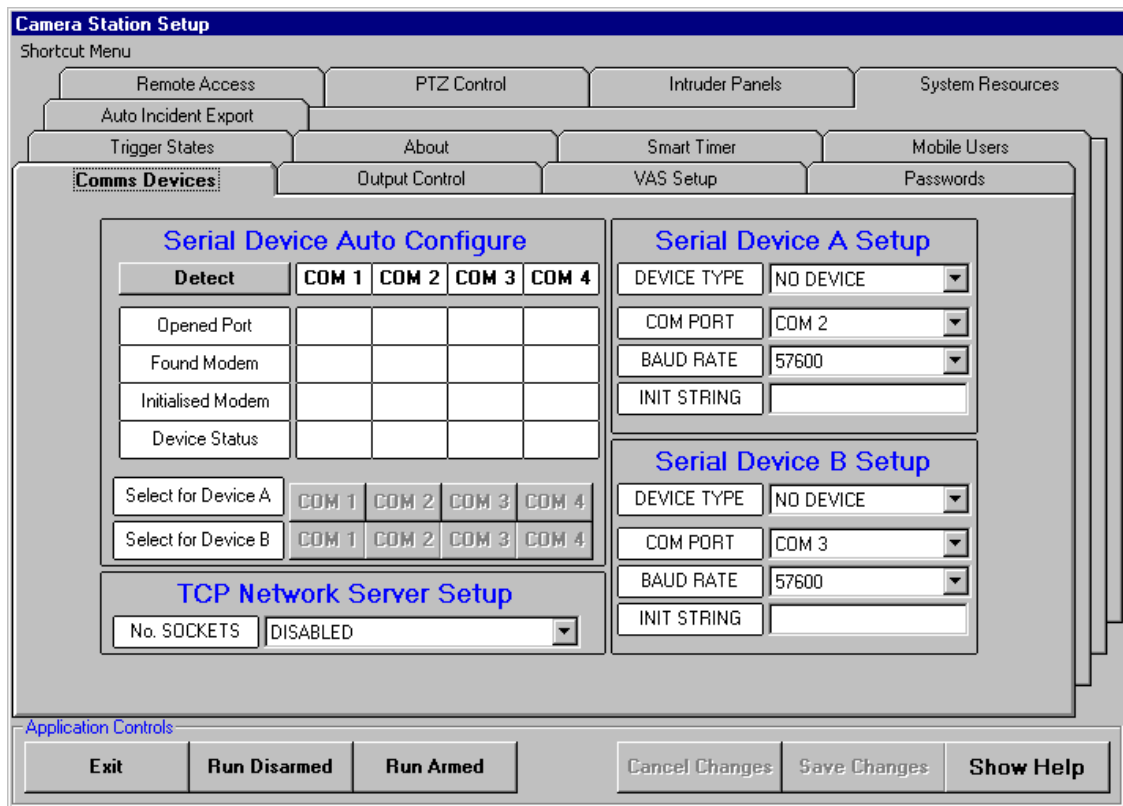 Camera Station Setup
Shortcut Menu
Remote Access PTZ Control Intruder Panels System Resources
Auto Incident Export
Trigger States About Smart Timer Mobile Users
Comms Devices Output Control VAS Setup Passwords
Serial Device Auto Configure
Detect COM 1 COM 2 COM 3 COM 4
Opened Port
Found Modem
Initialised Modem
Device Status
Select for Device A COM 1 COM 2 COM 3 COM 4
Select for Device B COM 1 COM 2 COM 3 COM 4
TCP Network Server Setup
No. SOCKETS DISABLED
Serial Device A Setup
DEVICE TYPE NO DEVICE
COM PORT COM 2
BAUD RATE 57600
INIT STRING
Serial Device B Setup
DEVICE TYPE NO DEVICE
COM PORT COM 3
BAUD RATE 57600
INIT STRING
Application Controls
Exit Run Disarmed Run Armed Cancel Changes Save Changes Show Help